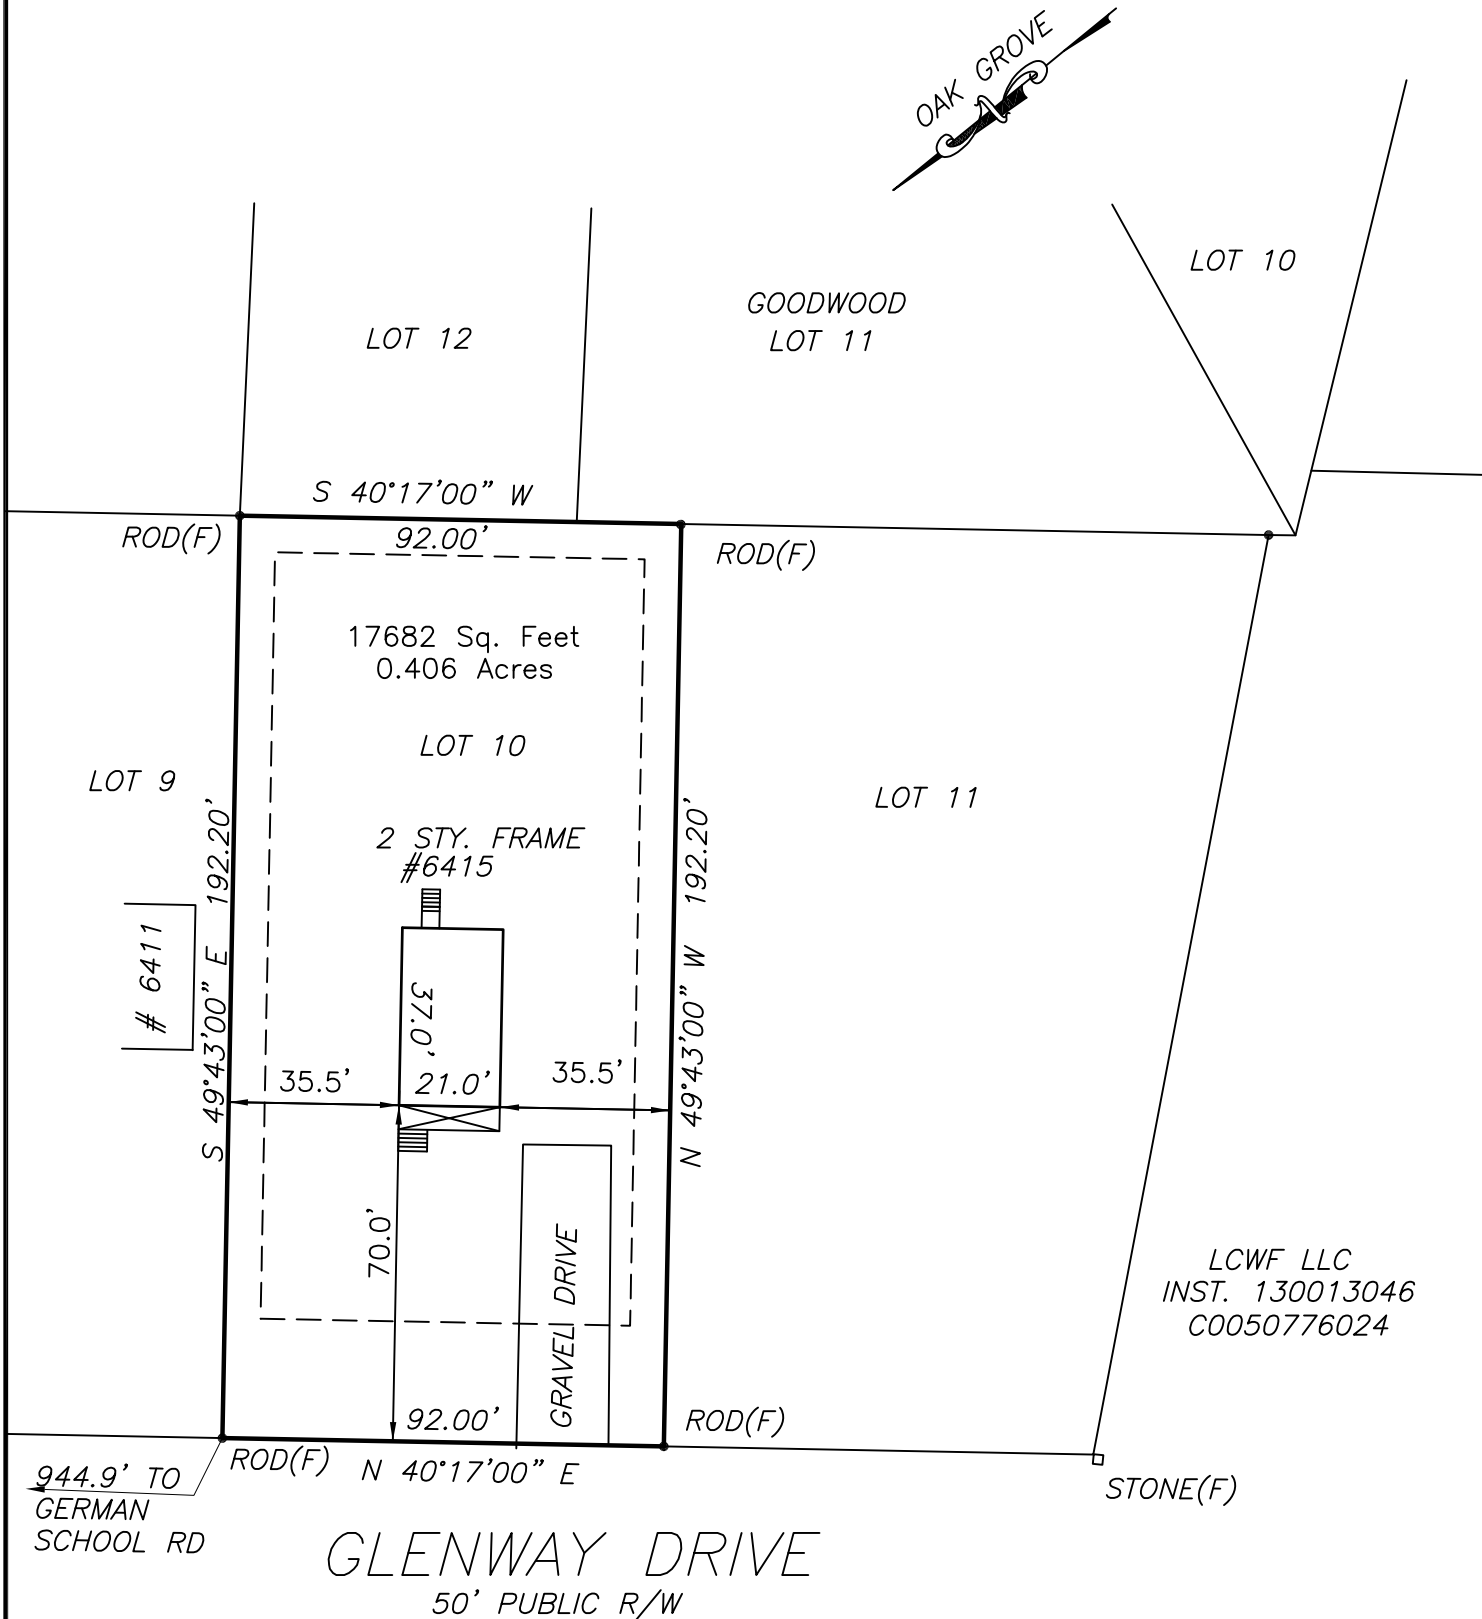 OAK GROVE
LOT 10
GOODWOOD
LOT 11
LOT 12
S 40°17'00" W
92.00'
ROD(F)
ROD(F)
17682 Sq. Feet
0.406 Acres
LOT 10
LOT 9
LOT 11
2 STY. FRAME
#6415
S 49°43'00" E 192.20'
N 49°43'00" W 192.20'
# 6411
37.0'
35.5'
21.0'
35.5'
70.0'
GRAVEL DRIVE
LCWF LLC
INST. 130013046
C0050776024
92.00'
ROD(F)
ROD(F)
N 40°17'00" E
944.9' TO
GERMAN
SCHOOL RD
STONE(F)
GLENWAY DRIVE
50' PUBLIC R/W